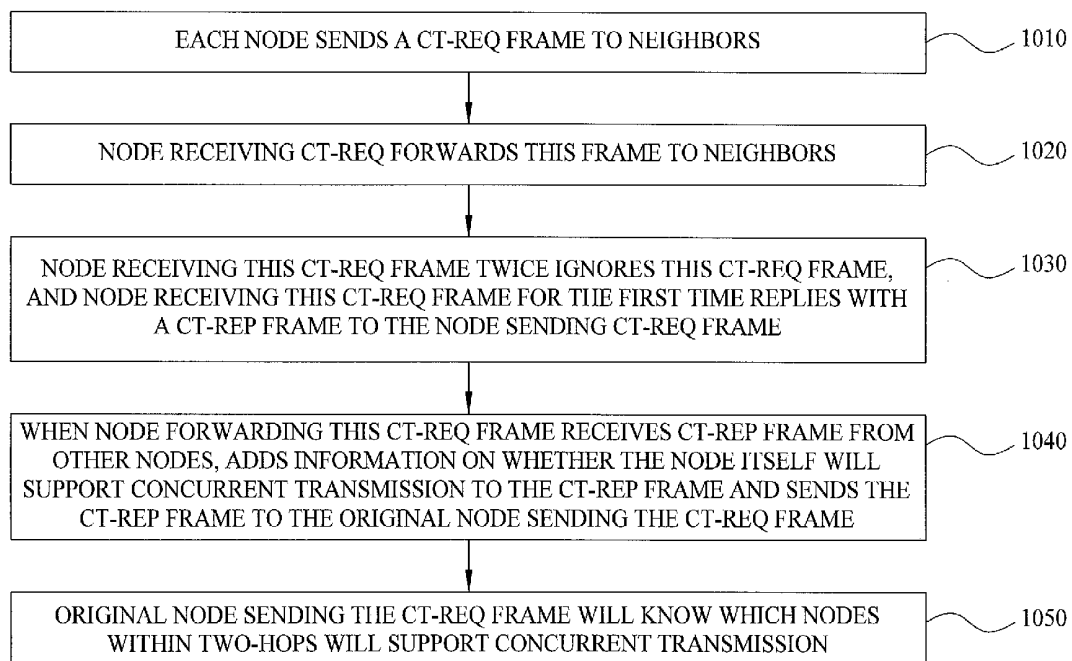 EACH NODE SENDS A CT-REQ FRAME TO NEIGHBORS
1010
NODE RECEIVING CT-REQ FORWARDS THIS FRAME TO NEIGHBORS
1020
NODE RECEIVING THIS CT-REQ FRAME TWICE IGNORES THIS CT-REQ FRAME,
AND NODE RECEIVING THIS CT-REQ FRAME FOR THE FIRST TIME REPLIES WITH
A CT-REP FRAME TO THE NODE SENDING CT-REQ FRAME
1030
WHEN NODE FORWARDING THIS CT-REQ FRAME RECEIVES CT-REP FRAME FROM
OTHER NODES, ADDS INFORMATION ON WHETHER THE NODE ITSELF WILL
SUPPORT CONCURRENT TRANSMISSION TO THE CT-REP FRAME AND SENDS THE
CT-REP FRAME TO THE ORIGINAL NODE SENDING THE CT-REQ FRAME
1040
ORIGINAL NODE SENDING THE CT-REQ FRAME WILL KNOW WHICH NODES
WITHIN TWO-HOPS WILL SUPPORT CONCURRENT TRANSMISSION
1050